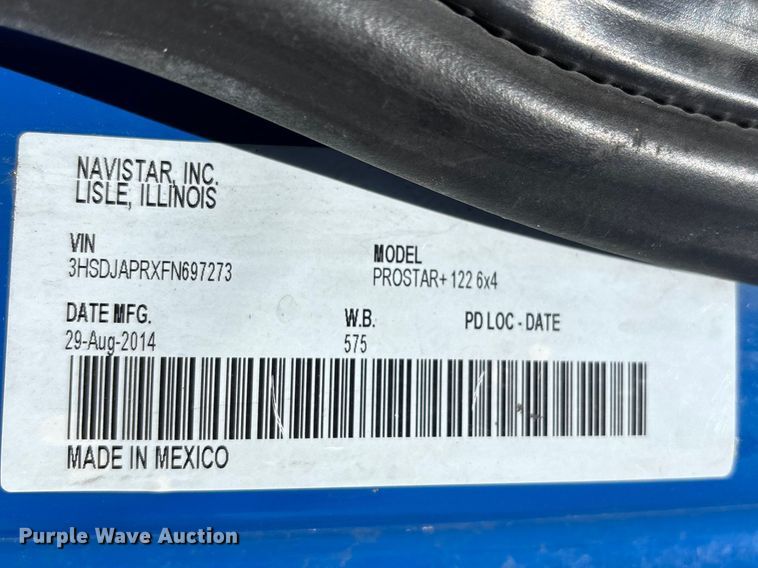 NAVISTAR, INC.
LISLE, ILLINOIS
VIN
3HSDJAPRXFN697273
MODEL
PROSTAR+ 122 6x4
DATE MFG.
29-Aug-2014
W.B.
575
PD LOC - DATE
MADE IN MEXICO
Purple Wave Auction